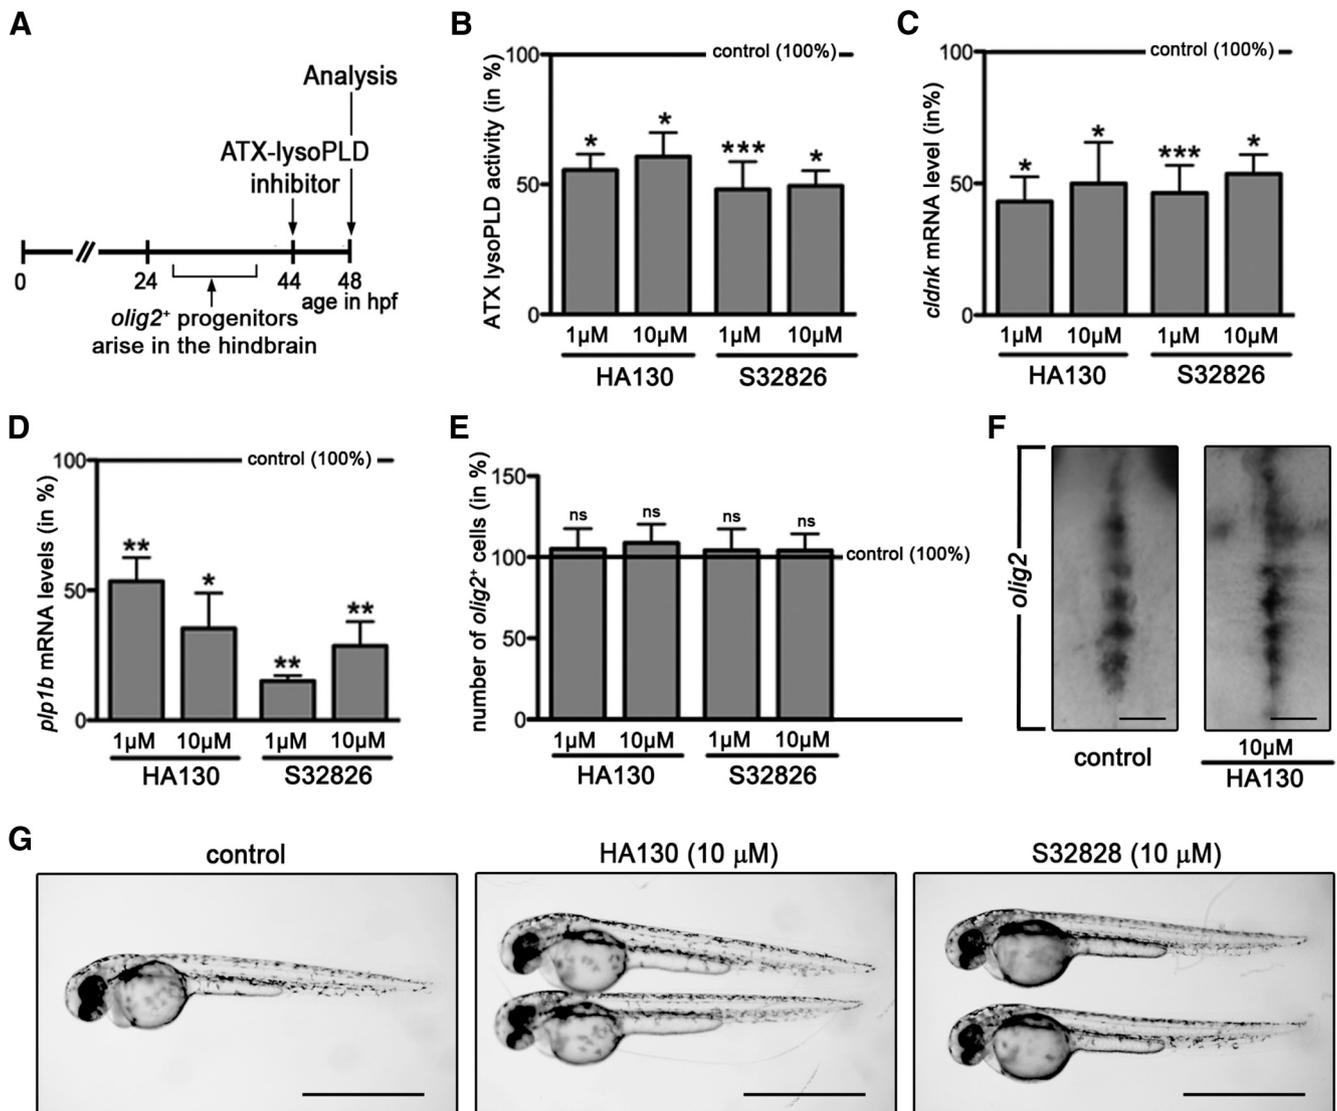 A
Analysis
ATX-lysoPLD
inhibitor
0
24
44
48
age in hpf
olig2+ progenitors
arise in the hindbrain
B
ATX lysoPLD activity (in %)
100
50
0
control (100%)
*
*
***
*
1µM
10µM
1µM
10µM
HA130
S32826
C
cldnk mRNA level (in%)
100
50
0
control (100%)
*
*
***
*
1µM
10µM
1µM
10µM
HA130
S32826
D
plp1b mRNA levels (in %)
100
50
0
control (100%)
**
*
**
**
1µM
10µM
1µM
10µM
HA130
S32826
E
number of olig2+ cells (in %)
150
100
50
0
ns
ns
ns
ns
control (100%)
1µM
10µM
1µM
10µM
HA130
S32826
F
olig2
control
10µM
HA130
G
control
HA130 (10 µM)
S32828 (10 µM)